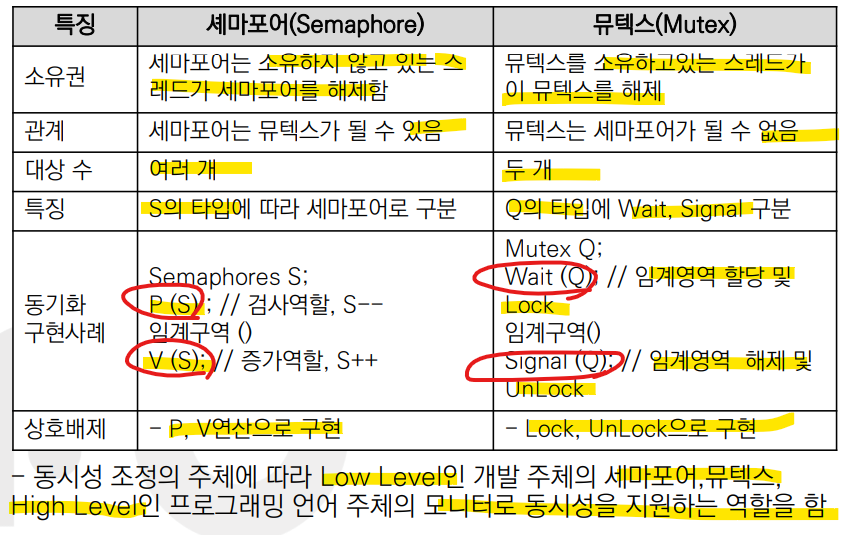 특징 셰마포어(Semaphore) 뮤텍스(Mutex)
소유권
세마포어는 소유하지 않고 있는 스
레드가 세마포어를 해제함
뮤텍스를 소유하고있는 스레드가
이 뮤텍스를 해제
관계 세마포어는 뮤텍스가 될 수 있음 뮤텍스는 세마포어가 될 수 없음
대상 수 여러 개 두 개
특징 S의 타입에 따라 세마포어로 구분 Q의 타입에 Wait, Signal 구분
동기화
구현사례
Semaphores S;
P (S) ; // 검사역할, S--
임계구역 ()
V (S); // 증가역할, S++
Mutex Q;
Wait (Q); // 임계영역 할당 및
Lock
임계구역()
Signal (Q); // 임계영역 해제 및
UnLock
상호배제 - P, V연산으로 구현 - Lock, UnLock으로 구현
- 동시성 조정의 주체에 따라 Low Level인 개발 주체의 세마포어,뮤텍스,
High Level인 프로그래밍 언어 주체의 모니터로 동시성을 지원하는 역할을 함